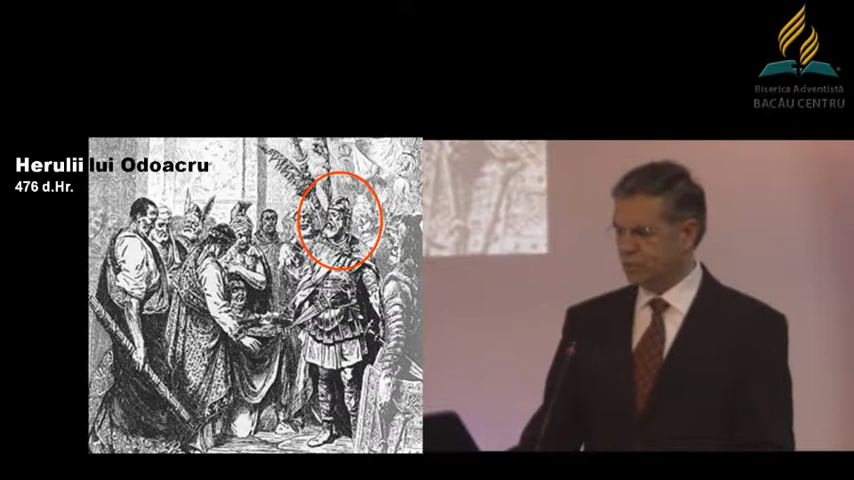 Biserica Adventistă
BACĂU CENTRU
Herulii lui Odoacru
476 d.Hr.